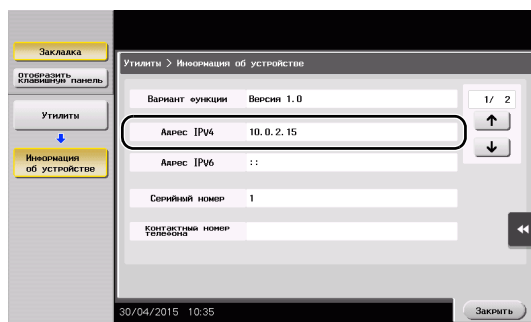 Закладка
Утилиты > Информация об устройстве
Отобразить
клавишную панель
Вариант функции Версия 1.0
1/ 2
Утилиты
Адрес IPV4 10.0.2.15
Адрес IPV6 ::
Информация
об устройстве
Серийный номер 1
Контактный номер
телефона
30/04/2015 10:35
Закрыть